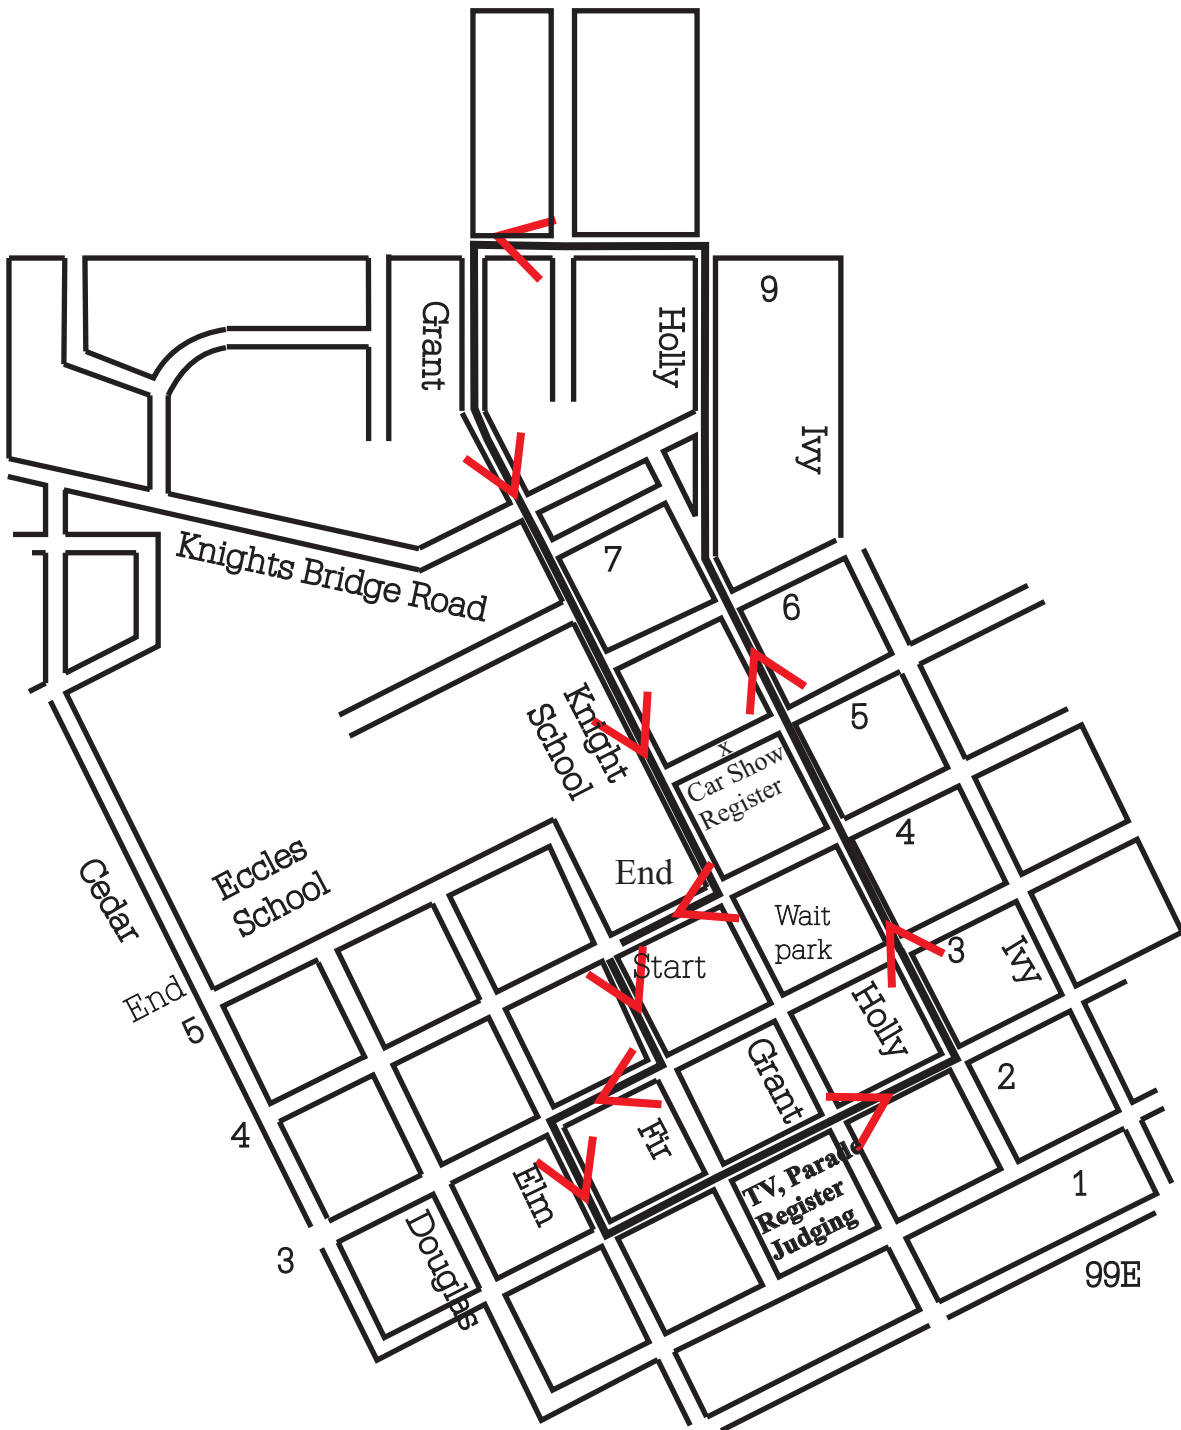 9
Grant
Holly
Ivy
Knights Bridge Road
7
6
Knight
School
5
x
Car Show
Register
4
Eccles
School
End
Cedar
Wait
park
3
Ivy
Start
End
5
Holly
Grant
2
4
Fir
TV, Parade
Register
Judging
Elm
1
Douglas
3
99E